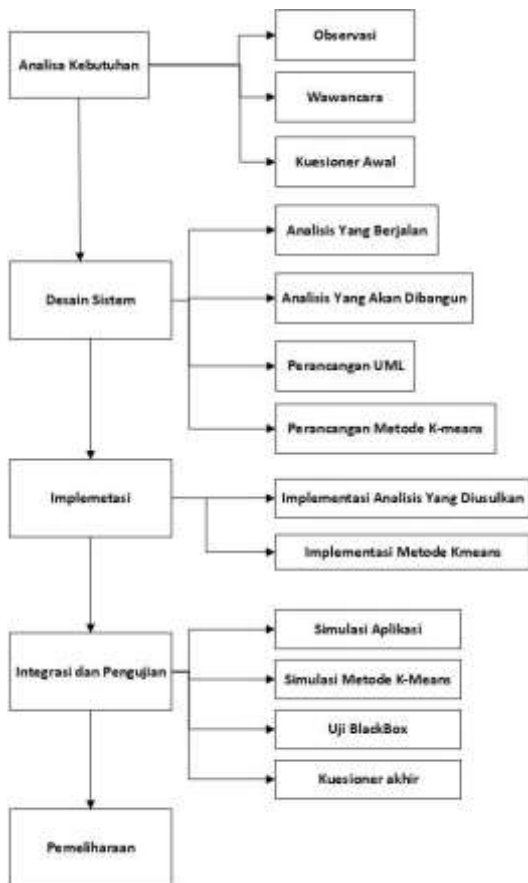 Analisa Kebutuhan
Observasi
Wawancara
Kuesioner Awal
Desain Sistem
Analisis Yang Berjalan
Analisis Yang Akan Dibangun
Perancangan UML
Perancangan Metode K-means
Implemetasi
Implementasi Analisis Yang Diusulkan
Implementasi Metode Kmeans
Integrasi dan Pengujian
Simulasi Aplikasi
Simulasi Metode K-Means
Uji BlackBox
Kuesioner akhir
Pemeliharaan